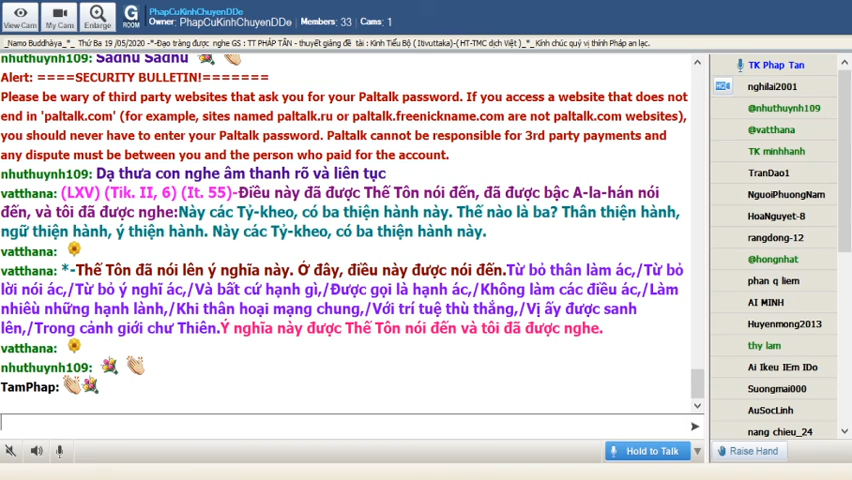 View Cam
My Cam
Enlarge
G
ROOM
PhapCuKinhChuyenDDe
Owner: PhapCuKinhChuyenDDe Members: 33 Cams: 1
_Namo Buddhàya_*_ Thứ Ba 19 /05/2020 -*-Đạo tràng được nghe GS : TT PHÁP TÂN - thuyết giảng đề tài : Kinh Tiểu Bộ ( Itivuttaka)-( HT-TMC dịch Việt )_*_ Kính chúc quý vị thính Pháp an lạc.
nhuthuynh109: Sadhu Sadhu
Alert: ====SECURITY BULLETIN!=======
Please be wary of third party websites that ask you for your Paltalk password. If you access a website that does not
end in 'paltalk.com' (for example, sites named paltalk.ru or paltalk.freenickname.com are not paltalk.com websites),
you should never have to enter your Paltalk password. Paltalk cannot be responsible for 3rd party payments and
any dispute must be between you and the person who paid for the account.
nhuthuynh109: Dạ thưa con nghe âm thanh rõ và liên tục
vatthana: (LXV) (Tik. II, 6) (It. 55)-Điều này đã được Thế Tôn nói đến, đã được bậc A-la-hán nói
đến, và tôi đã được nghe:Này các Tỷ-kheo, có ba thiện hành này. Thế nào là ba? Thân thiện hành,
ngữ thiện hành, ý thiện hành. Này các Tỷ-kheo, có ba thiện hành này.
vatthana:
vatthana: *-Thế Tôn đã nói lên ý nghĩa này. Ở đây, điều này được nói đến.Từ bỏ thân làm ác,/Từ bỏ
lời nói ác,/Từ bỏ ý nghĩ ác,/Và bất cứ hạnh gì,/Được gọi là hạnh ác,/Không làm các điều ác,/Làm
nhiều những hạnh lành,/Khi thân hoại mạng chung,/Với trí tuệ thù thắng,/Vị ấy được sanh
lên,/Trong cảnh giới chư Thiên.Ý nghĩa này được Thế Tôn nói đến và tôi đã được nghe.
vatthana:
nhuthuynh109:
TamPhap:
Hold to Talk
TK Phap Tan
HD
nghilai2001
@nhuthuynh109
@vatthana
TK minhhanh
TranDao1
NguoiPhuongNam
HoaNguyet-8
rangdong-12
@hongnhat
phan q liem
AI MINH
Huyenmong2013
thy lam
Ai Ikeu IEm IDo
Suongmai000
AuSocLinh
nang chieu_24
Raise Hand